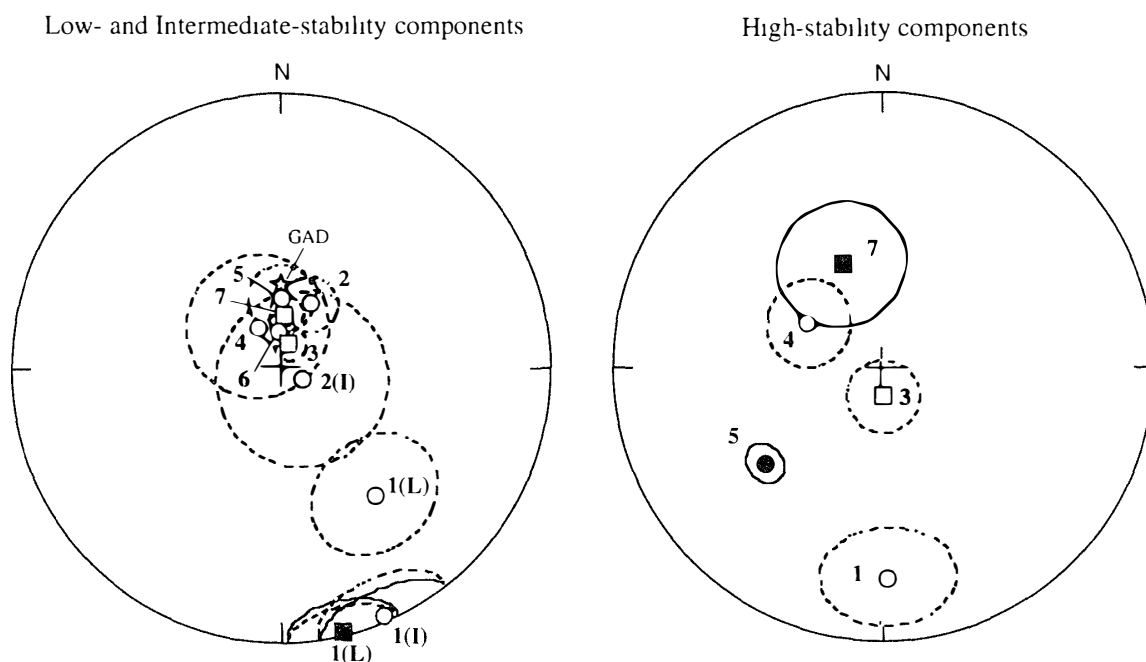 Low- and Intermediate-stability components
High-stability components
N
N
GAD
5
2
7
7
4
4
3
6
2(I)
3
5
1(L)
1
1(I)
1(L)